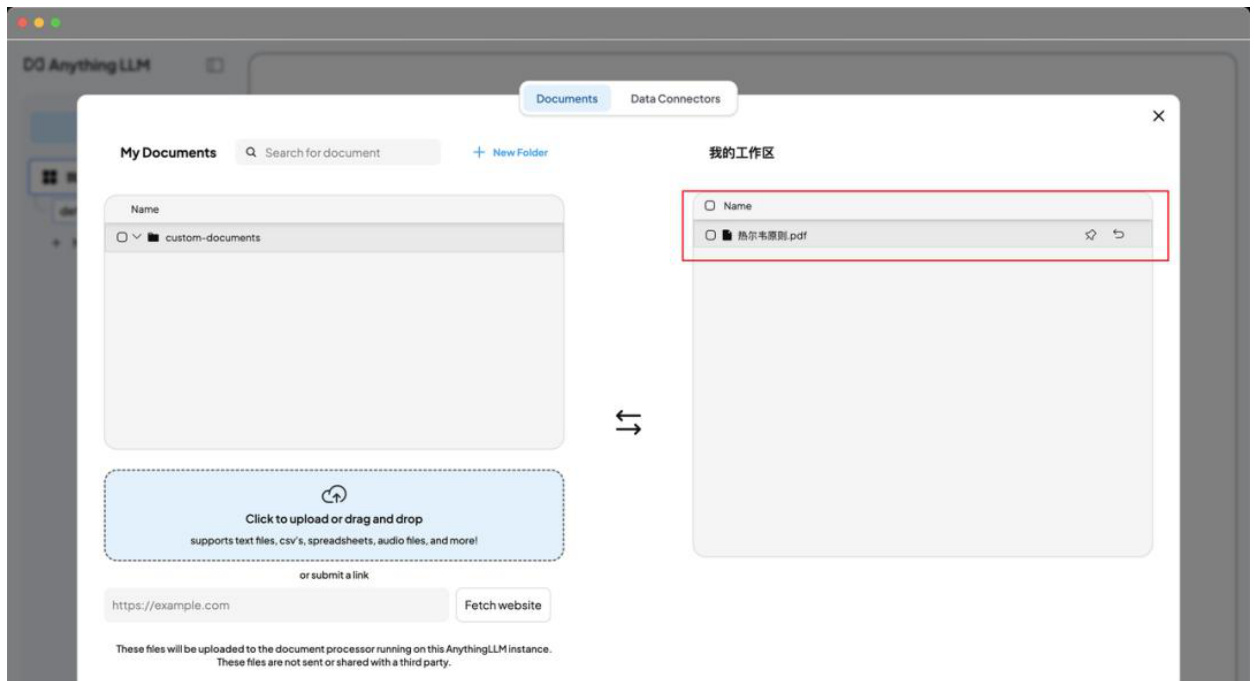 Anything LLM
Documents
Data Connectors
My Documents
Search for document
New Folder
我的工作区
Name
custom-documents
Name
热尔韦原则.pdf
Click to upload or drag and drop
supports text files, csv's, spreadsheets, audio files, and more!
or submit a link
https://example.com
Fetch website
These files will be uploaded to the document processor running on this AnythingLLM instance.
These files are not sent or shared with a third party.